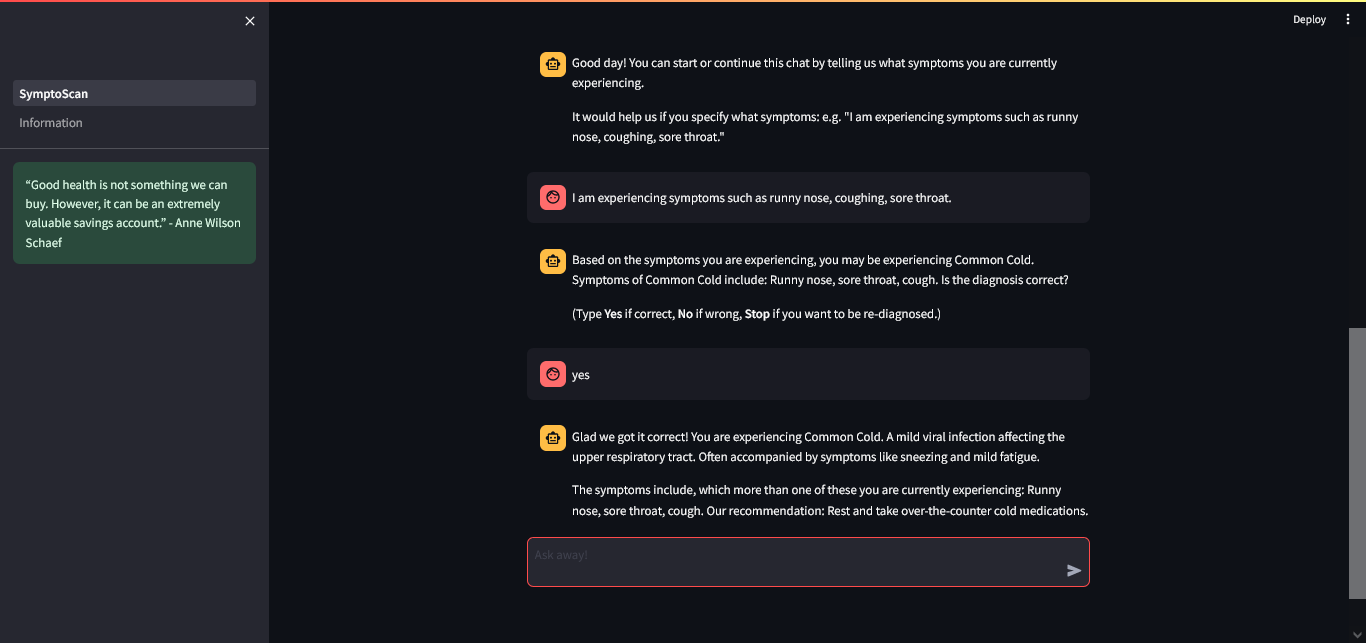 Deploy
SymptoScan
Information
“Good health is not something we can
buy. However, it can be an extremely
valuable savings account.” - Anne Wilson
Schaef
Good day! You can start or continue this chat by telling us what symptoms you are currently
experiencing.
It would help us if you specify what symptoms: e.g. "I am experiencing symptoms such as runny
nose, coughing, sore throat."
I am experiencing symptoms such as runny nose, coughing, sore throat.
Based on the symptoms you are experiencing, you may be experiencing Common Cold.
Symptoms of Common Cold include: Runny nose, sore throat, cough. Is the diagnosis correct?
(Type Yes if correct, No if wrong, Stop if you want to be re-diagnosed.)
yes
Glad we got it correct! You are experiencing Common Cold. A mild viral infection affecting the
upper respiratory tract. Often accompanied by symptoms like sneezing and mild fatigue.
The symptoms include, which more than one of these you are currently experiencing: Runny
nose, sore throat, cough. Our recommendation: Rest and take over-the-counter cold medications.
Ask away!